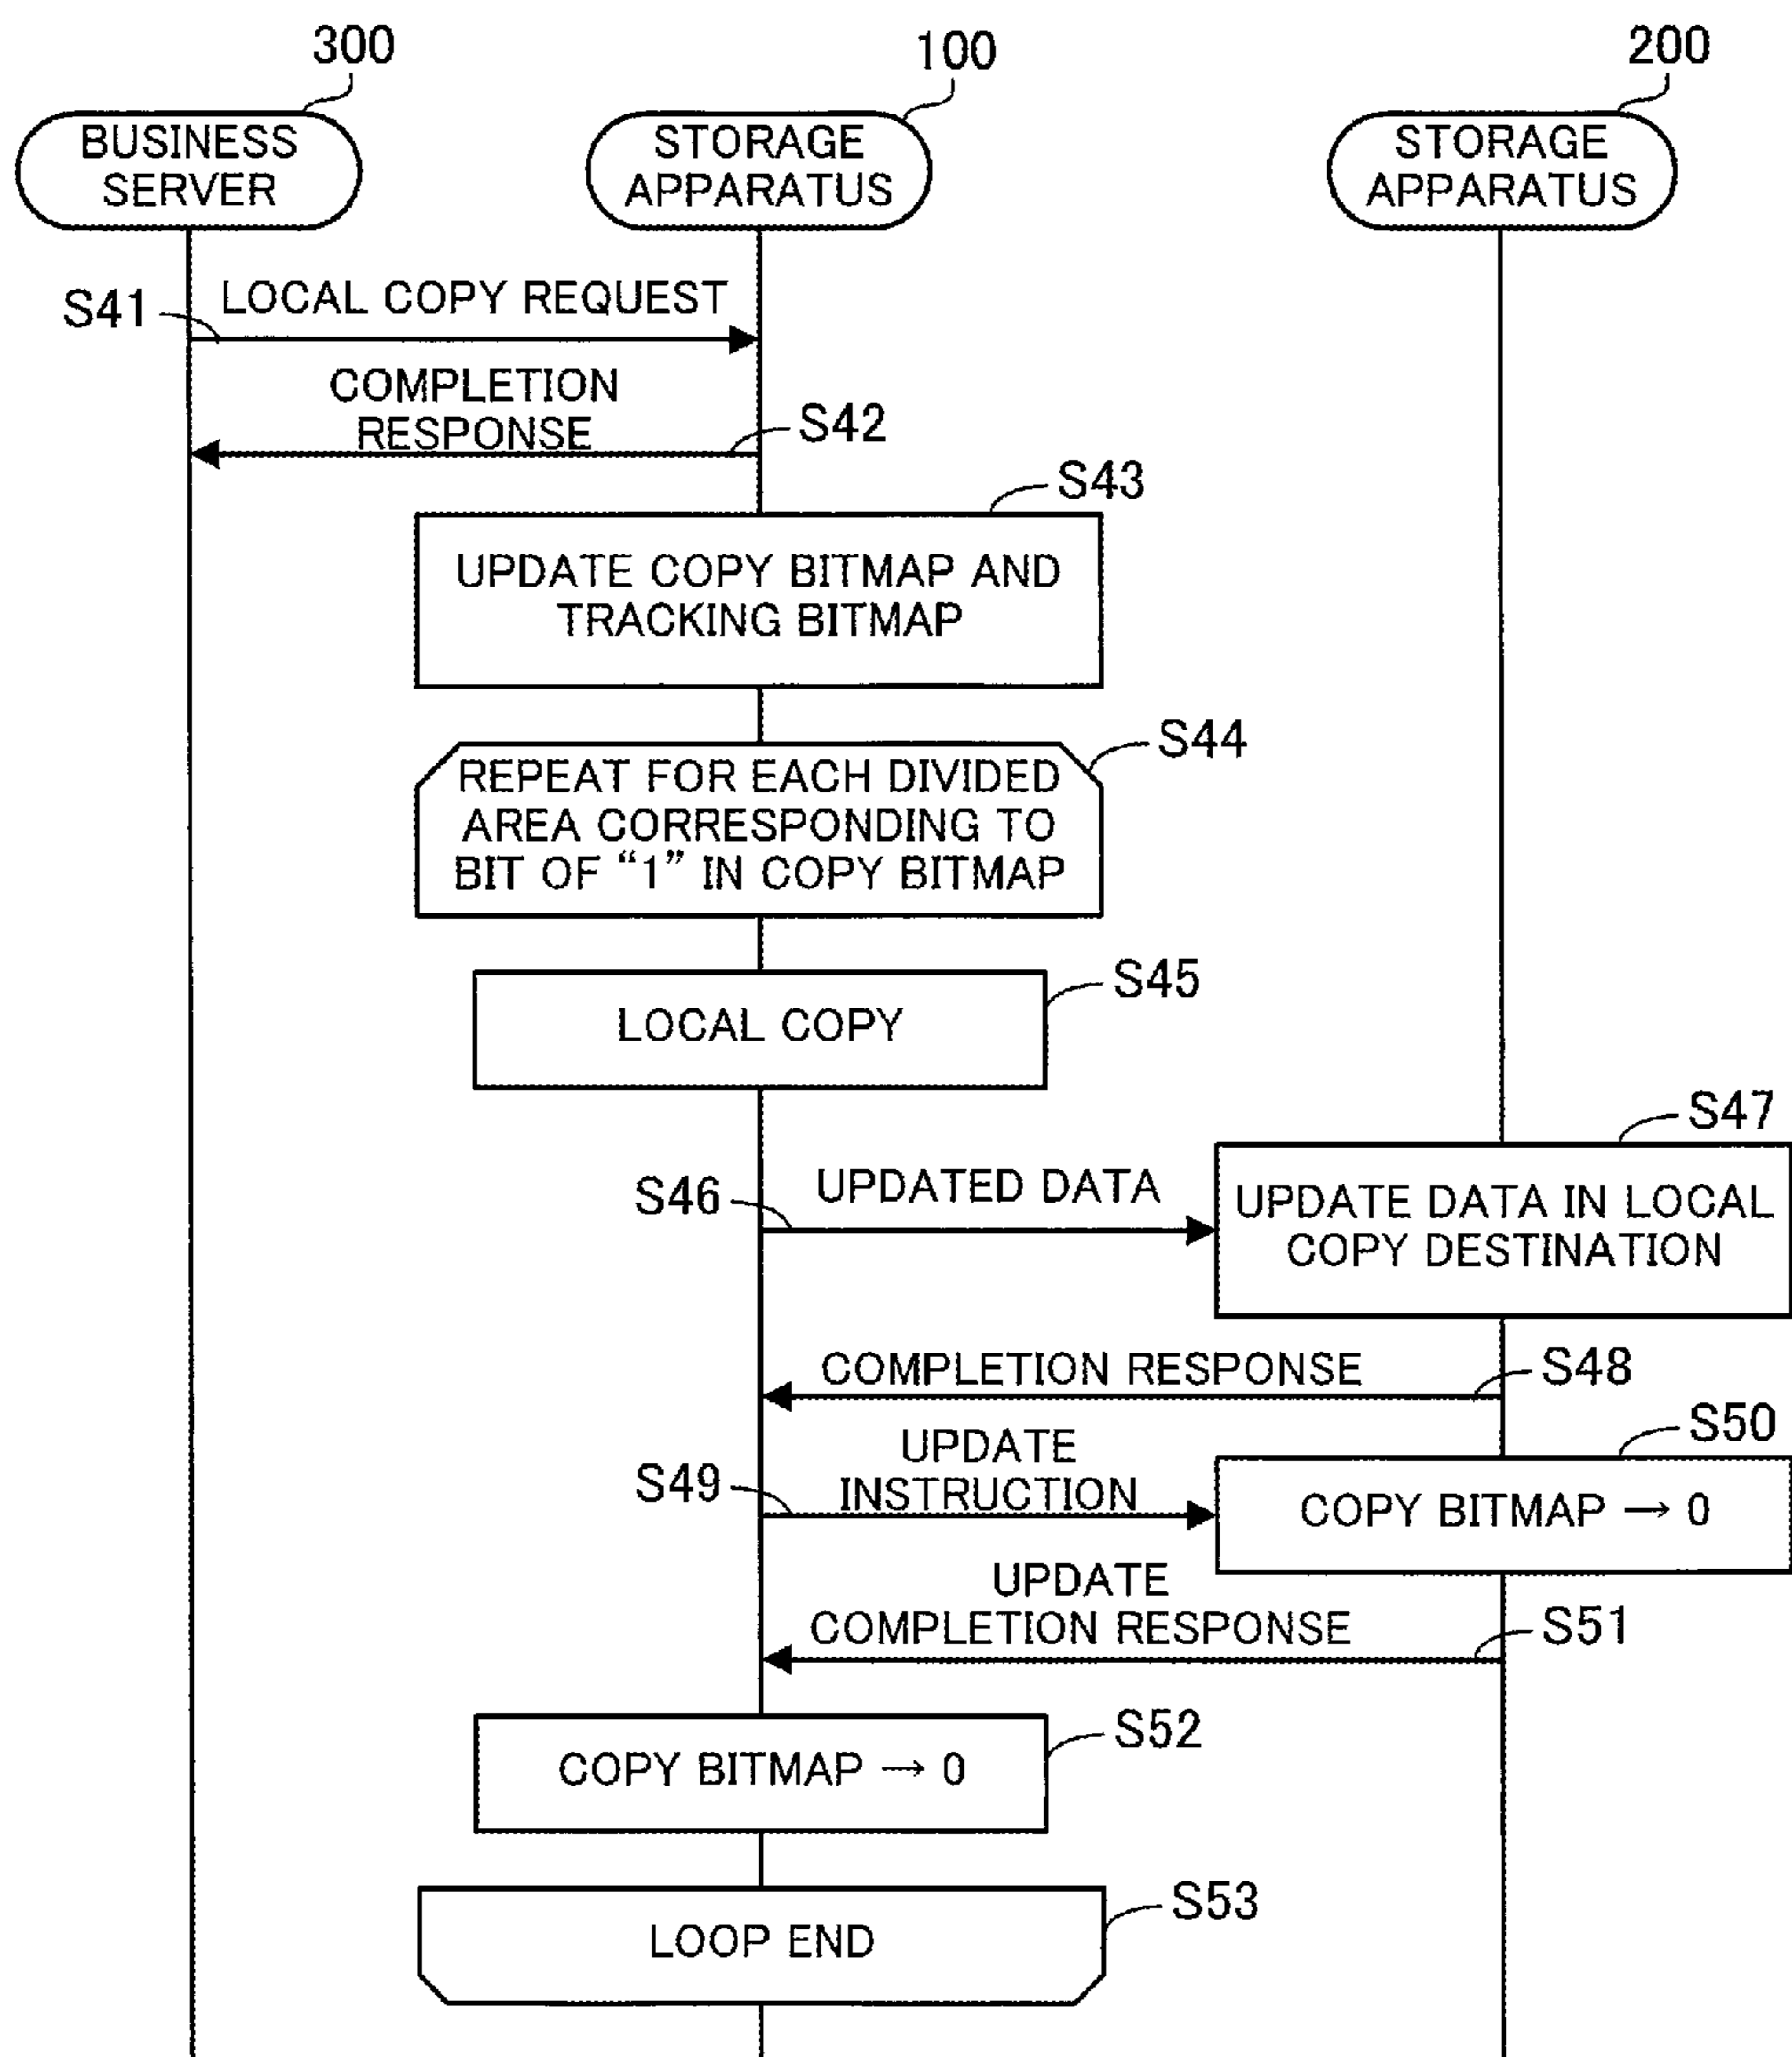 300
100
200
BUSINESS
SERVER
STORAGE
APPARATUS
STORAGE
APPARATUS
S41
LOCAL COPY REQUEST
COMPLETION
RESPONSE
S42
S43
UPDATE COPY BITMAP AND
TRACKING BITMAP
S44
REPEAT FOR EACH DIVIDED
AREA CORRESPONDING TO
BIT OF “1” IN COPY BITMAP
S45
LOCAL COPY
S47
S46
UPDATED DATA
UPDATE DATA IN LOCAL
COPY DESTINATION
COMPLETION RESPONSE
S48
S50
S49
UPDATE
INSTRUCTION
COPY BITMAP → 0
UPDATE
COMPLETION RESPONSE
S51
S52
COPY BITMAP → 0
S53
LOOP END